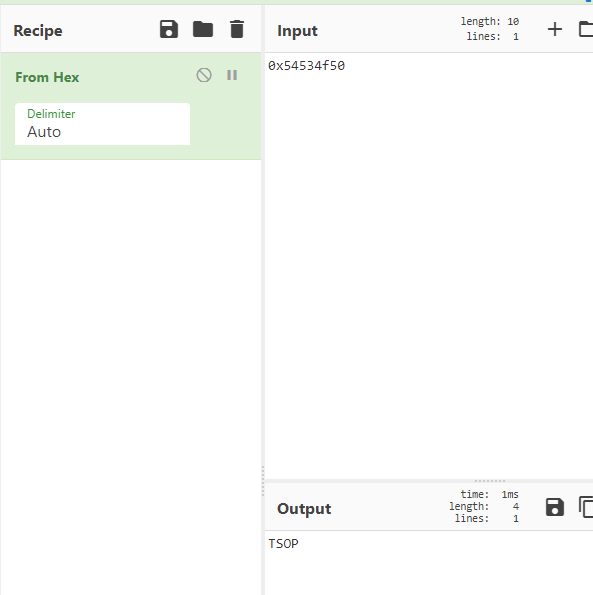 Recipe
From Hex
Delimiter
Auto
Input
length: 10
lines: 1
0x54534f50
Output
time: 1ms
length: 4
lines: 1
TSOP